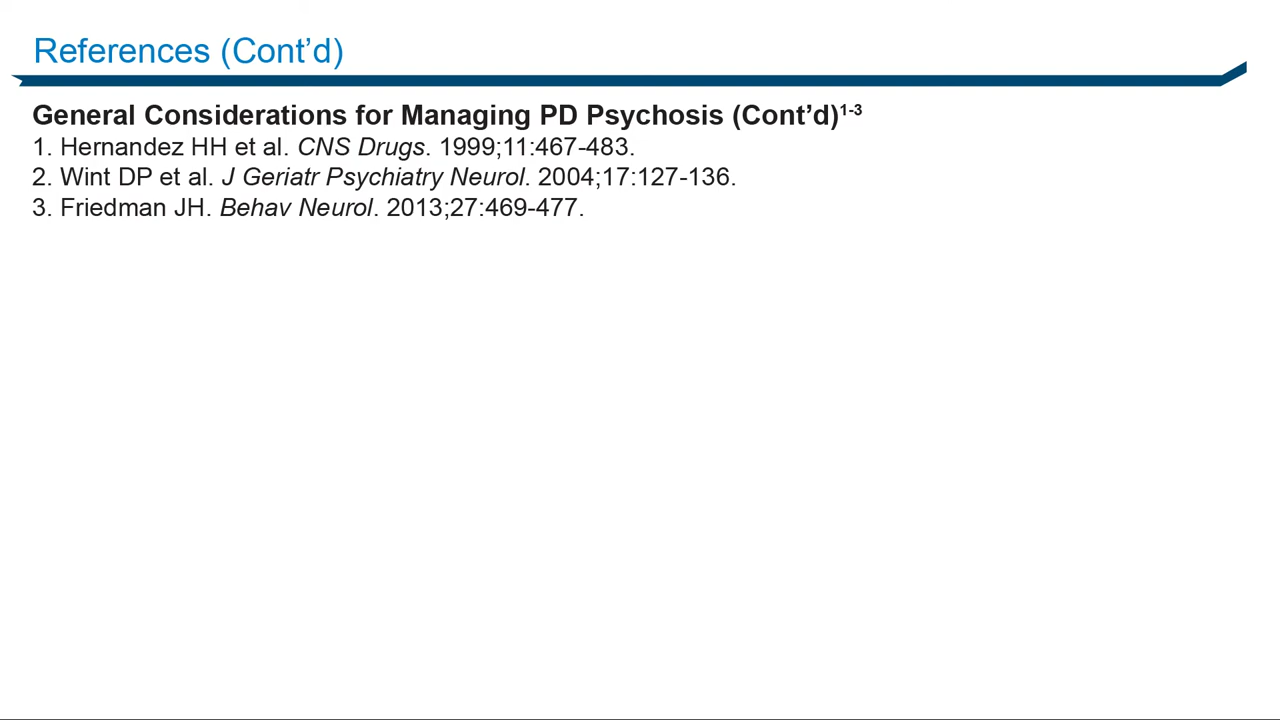 References (Cont’d)
General Considerations for Managing PD Psychosis (Cont’d)1-3
1. Hernandez HH et al. CNS Drugs. 1999;11:467-483.
2. Wint DP et al. J Geriatr Psychiatry Neurol. 2004;17:127-136.
3. Friedman JH. Behav Neurol. 2013;27:469-477.